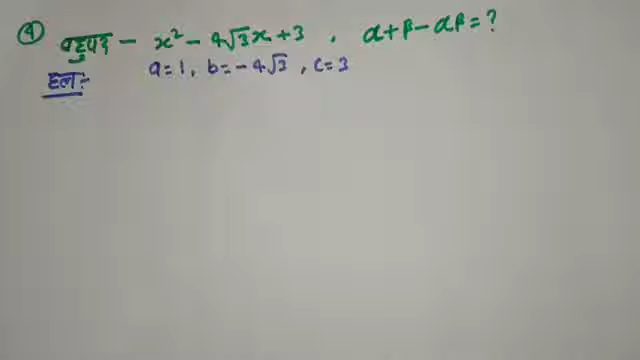 ④ बहुपद - x² - 4√3x + 3 , α + β - αβ = ?
हल:- a = 1 , b = - 4√3 , c = 3